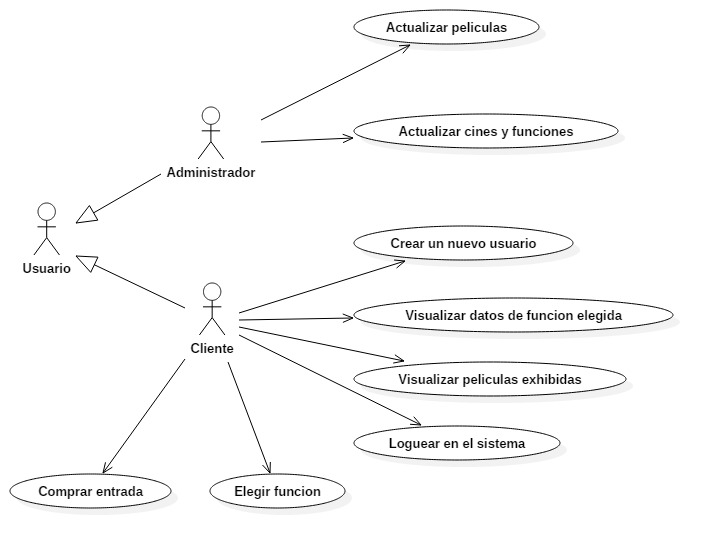 Actualizar peliculas
Actualizar cines y funciones
Administrador
Usuario
Crear un nuevo usuario
Visualizar datos de funcion elegida
Cliente
Visualizar peliculas exhibidas
Loguear en el sistema
Comprar entrada
Elegir funcion